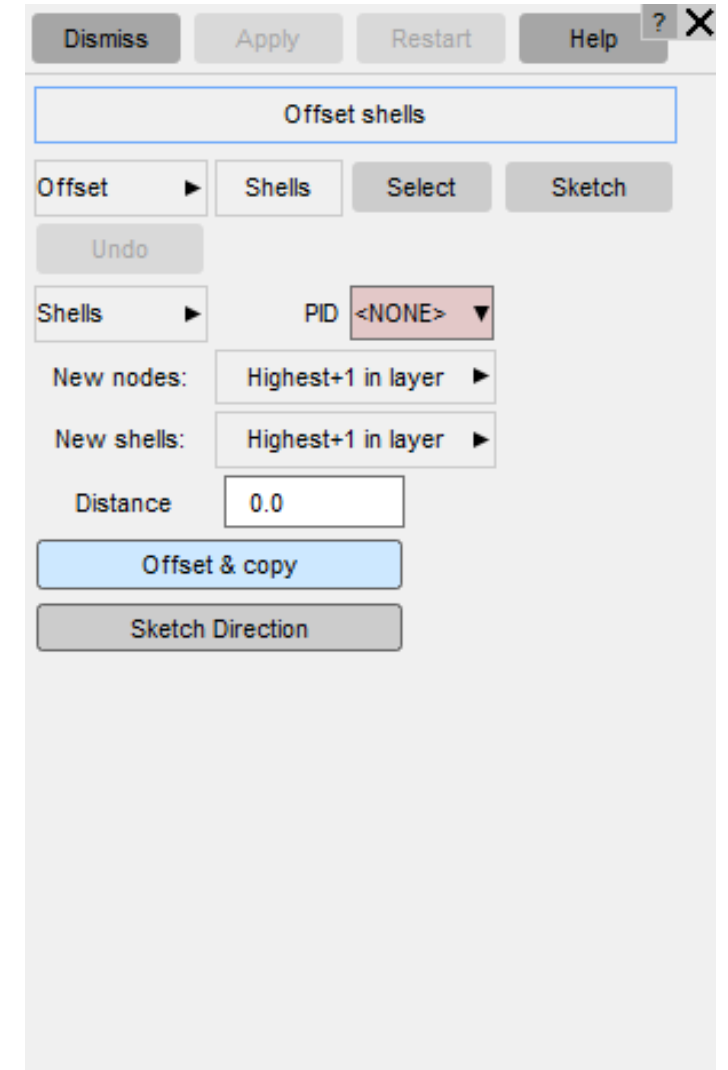 Dismiss Apply Restart Help ? X
Offset shells
Offset ► Shells Select Sketch
Undo
Shells ► PID <NONE> ▼
New nodes: Highest+1 in layer ►
New shells: Highest+1 in layer ►
Distance 0.0
Offset & copy
Sketch Direction